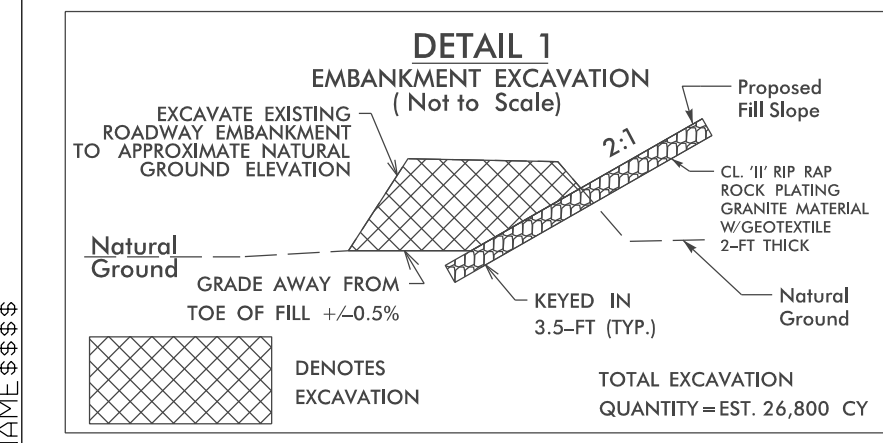 DETAIL 1
EMBANKMENT EXCAVATION
( Not to Scale)
EXCAVATE EXISTING
ROADWAY EMBANKMENT
TO APPROXIMATE NATURAL
GROUND ELEVATION
2:1
Proposed
Fill Slope
CL. 'II' RIP RAP
ROCK PLATING
GRANITE MATERIAL
W/GEOTEXTILE
2-FT THICK
Natural
Ground
GRADE AWAY FROM
TOE OF FILL +/-0.5%
KEYED IN
3.5-FT (TYP.)
Natural
Ground
DENOTES
EXCAVATION
TOTAL EXCAVATION
QUANTITY=EST. 26,800 CY
AME$$$$$